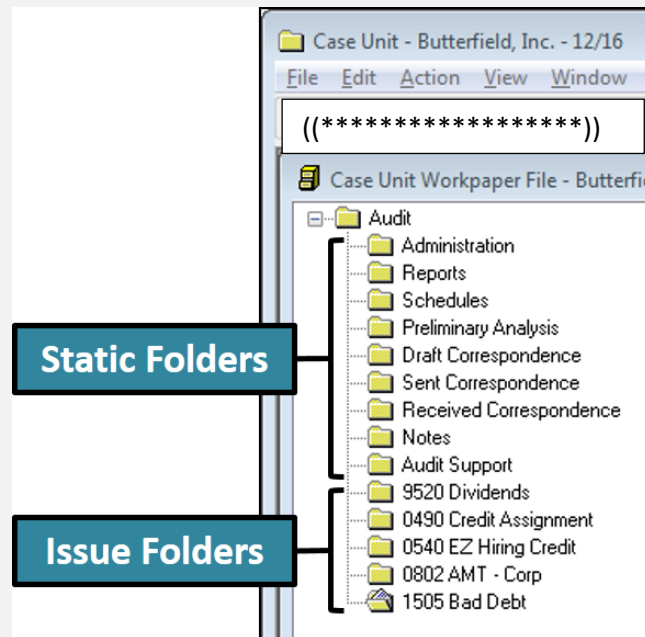 Case Unit - Butterfield, Inc. - 12/16
File Edit Action View Window
((******************))
Case Unit Workpaper File - Butterfi
Audit
Administration
Reports
Schedules
Preliminary Analysis
Draft Correspondence
Static Folders
Sent Correspondence
Received Correspondence
Notes
Audit Support
9520 Dividends
0490 Credit Assignment
Issue Folders
0540 EZ Hiring Credit
0802 AMT - Corp
1505 Bad Debt